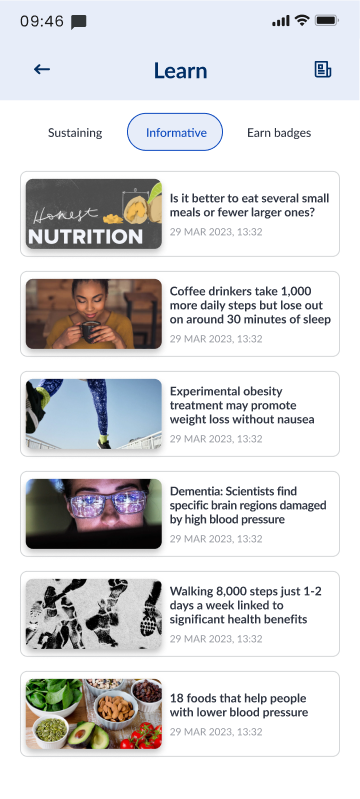 09:46
Learn
Sustaining
Informative
Earn badges
Honest
NUTRITION
Is it better to eat several small
meals or fewer larger ones?
29 MAR 2023, 13:32
Coffee drinkers take 1,000
more daily steps but lose out
on around 30 minutes of sleep
29 MAR 2023, 13:32
Experimental obesity
treatment may promote
weight loss without nausea
29 MAR 2023, 13:32
Dementia: Scientists find
specific brain regions damaged
by high blood pressure
29 MAR 2023, 13:32
Walking 8,000 steps just 1-2
days a week linked to
significant health benefits
29 MAR 2023, 13:32
18 foods that help people
with lower blood pressure
29 MAR 2023, 13:32